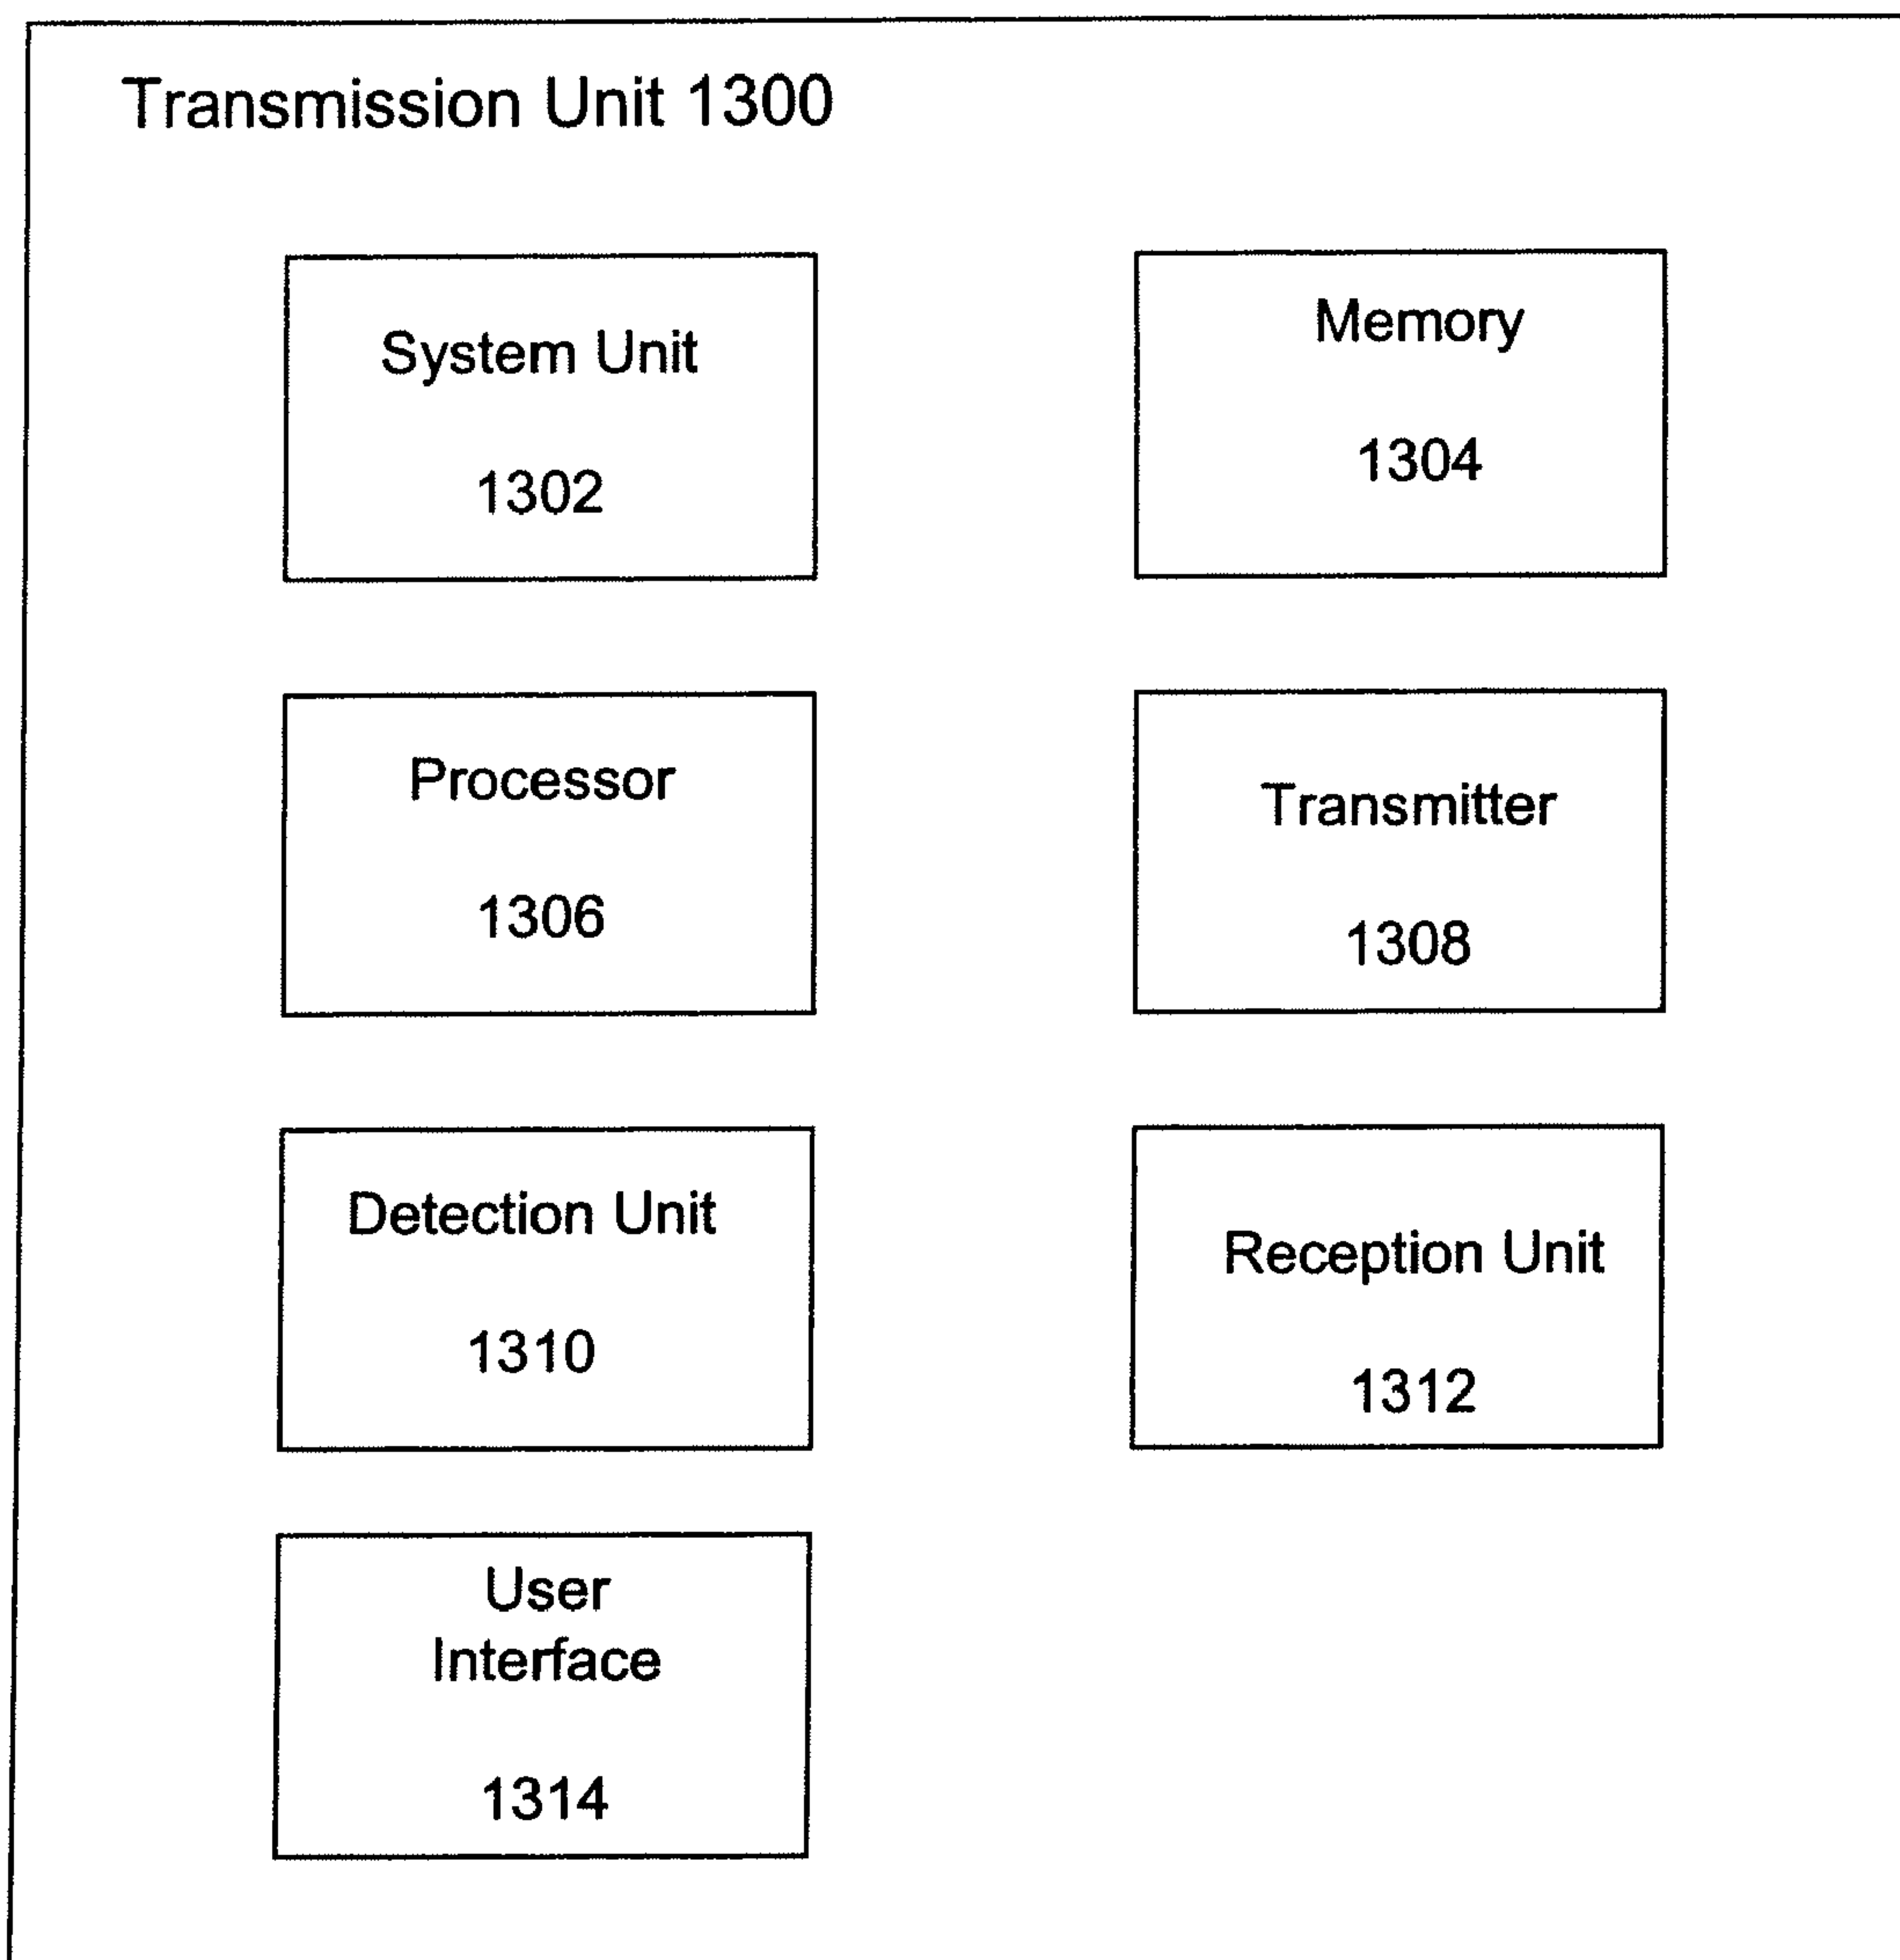 Transmission Unit 1300
System Unit
1302
Memory
1304
Processor
1306
Transmitter
1308
Detection Unit
1310
Reception Unit
1312
User
Interface
1314